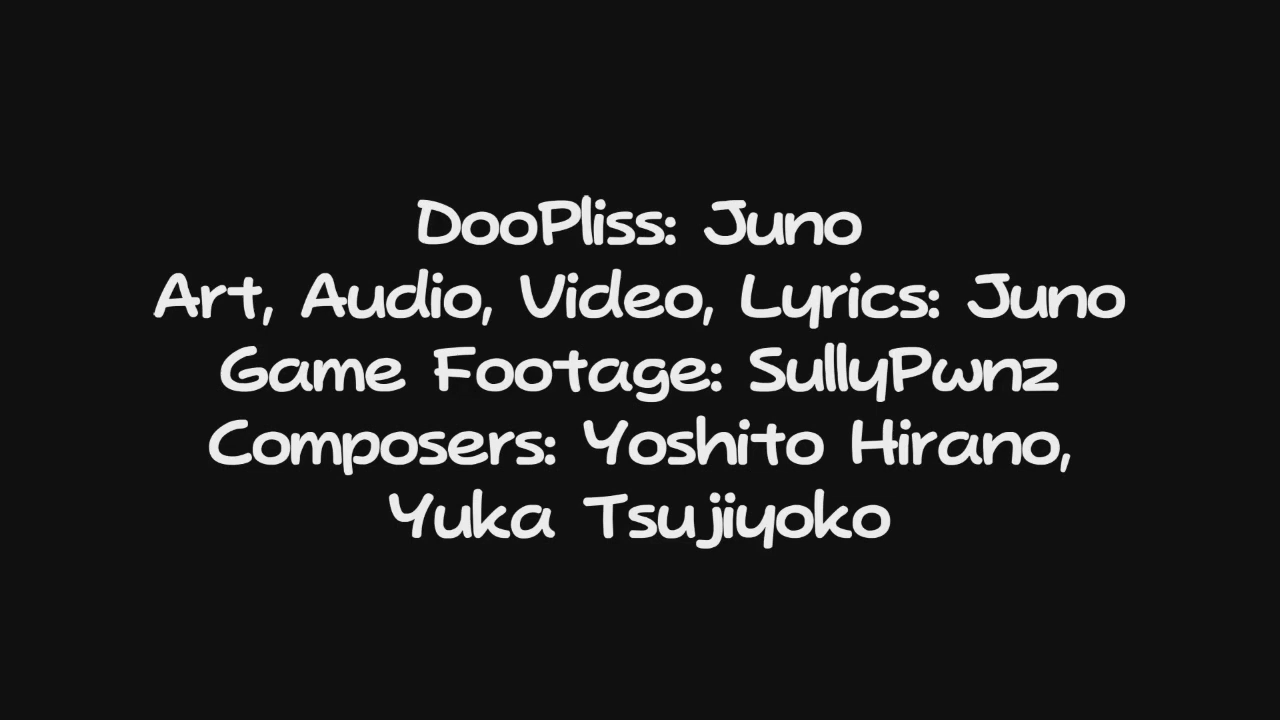 DooPliss: Juno
Art, Audio, Video, Lyrics: Juno
Game Footage: SullyPwnz
Composers: Yoshito Hirano,
Yuka Tsujiyoko